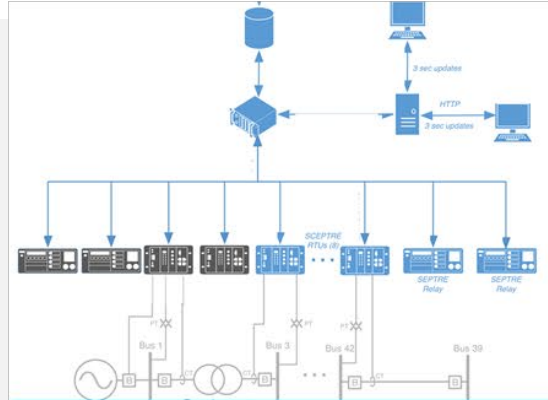 3 sec updates
HTTP
3 sec updates
SCEPTRE
RTUs (8)
SEPTRE
Relay
SEPTRE
Relay
PT
CT
PT
CT
PT
CT
Bus 1
Bus 3
Bus 42
Bus 39
B
B
B
B
B